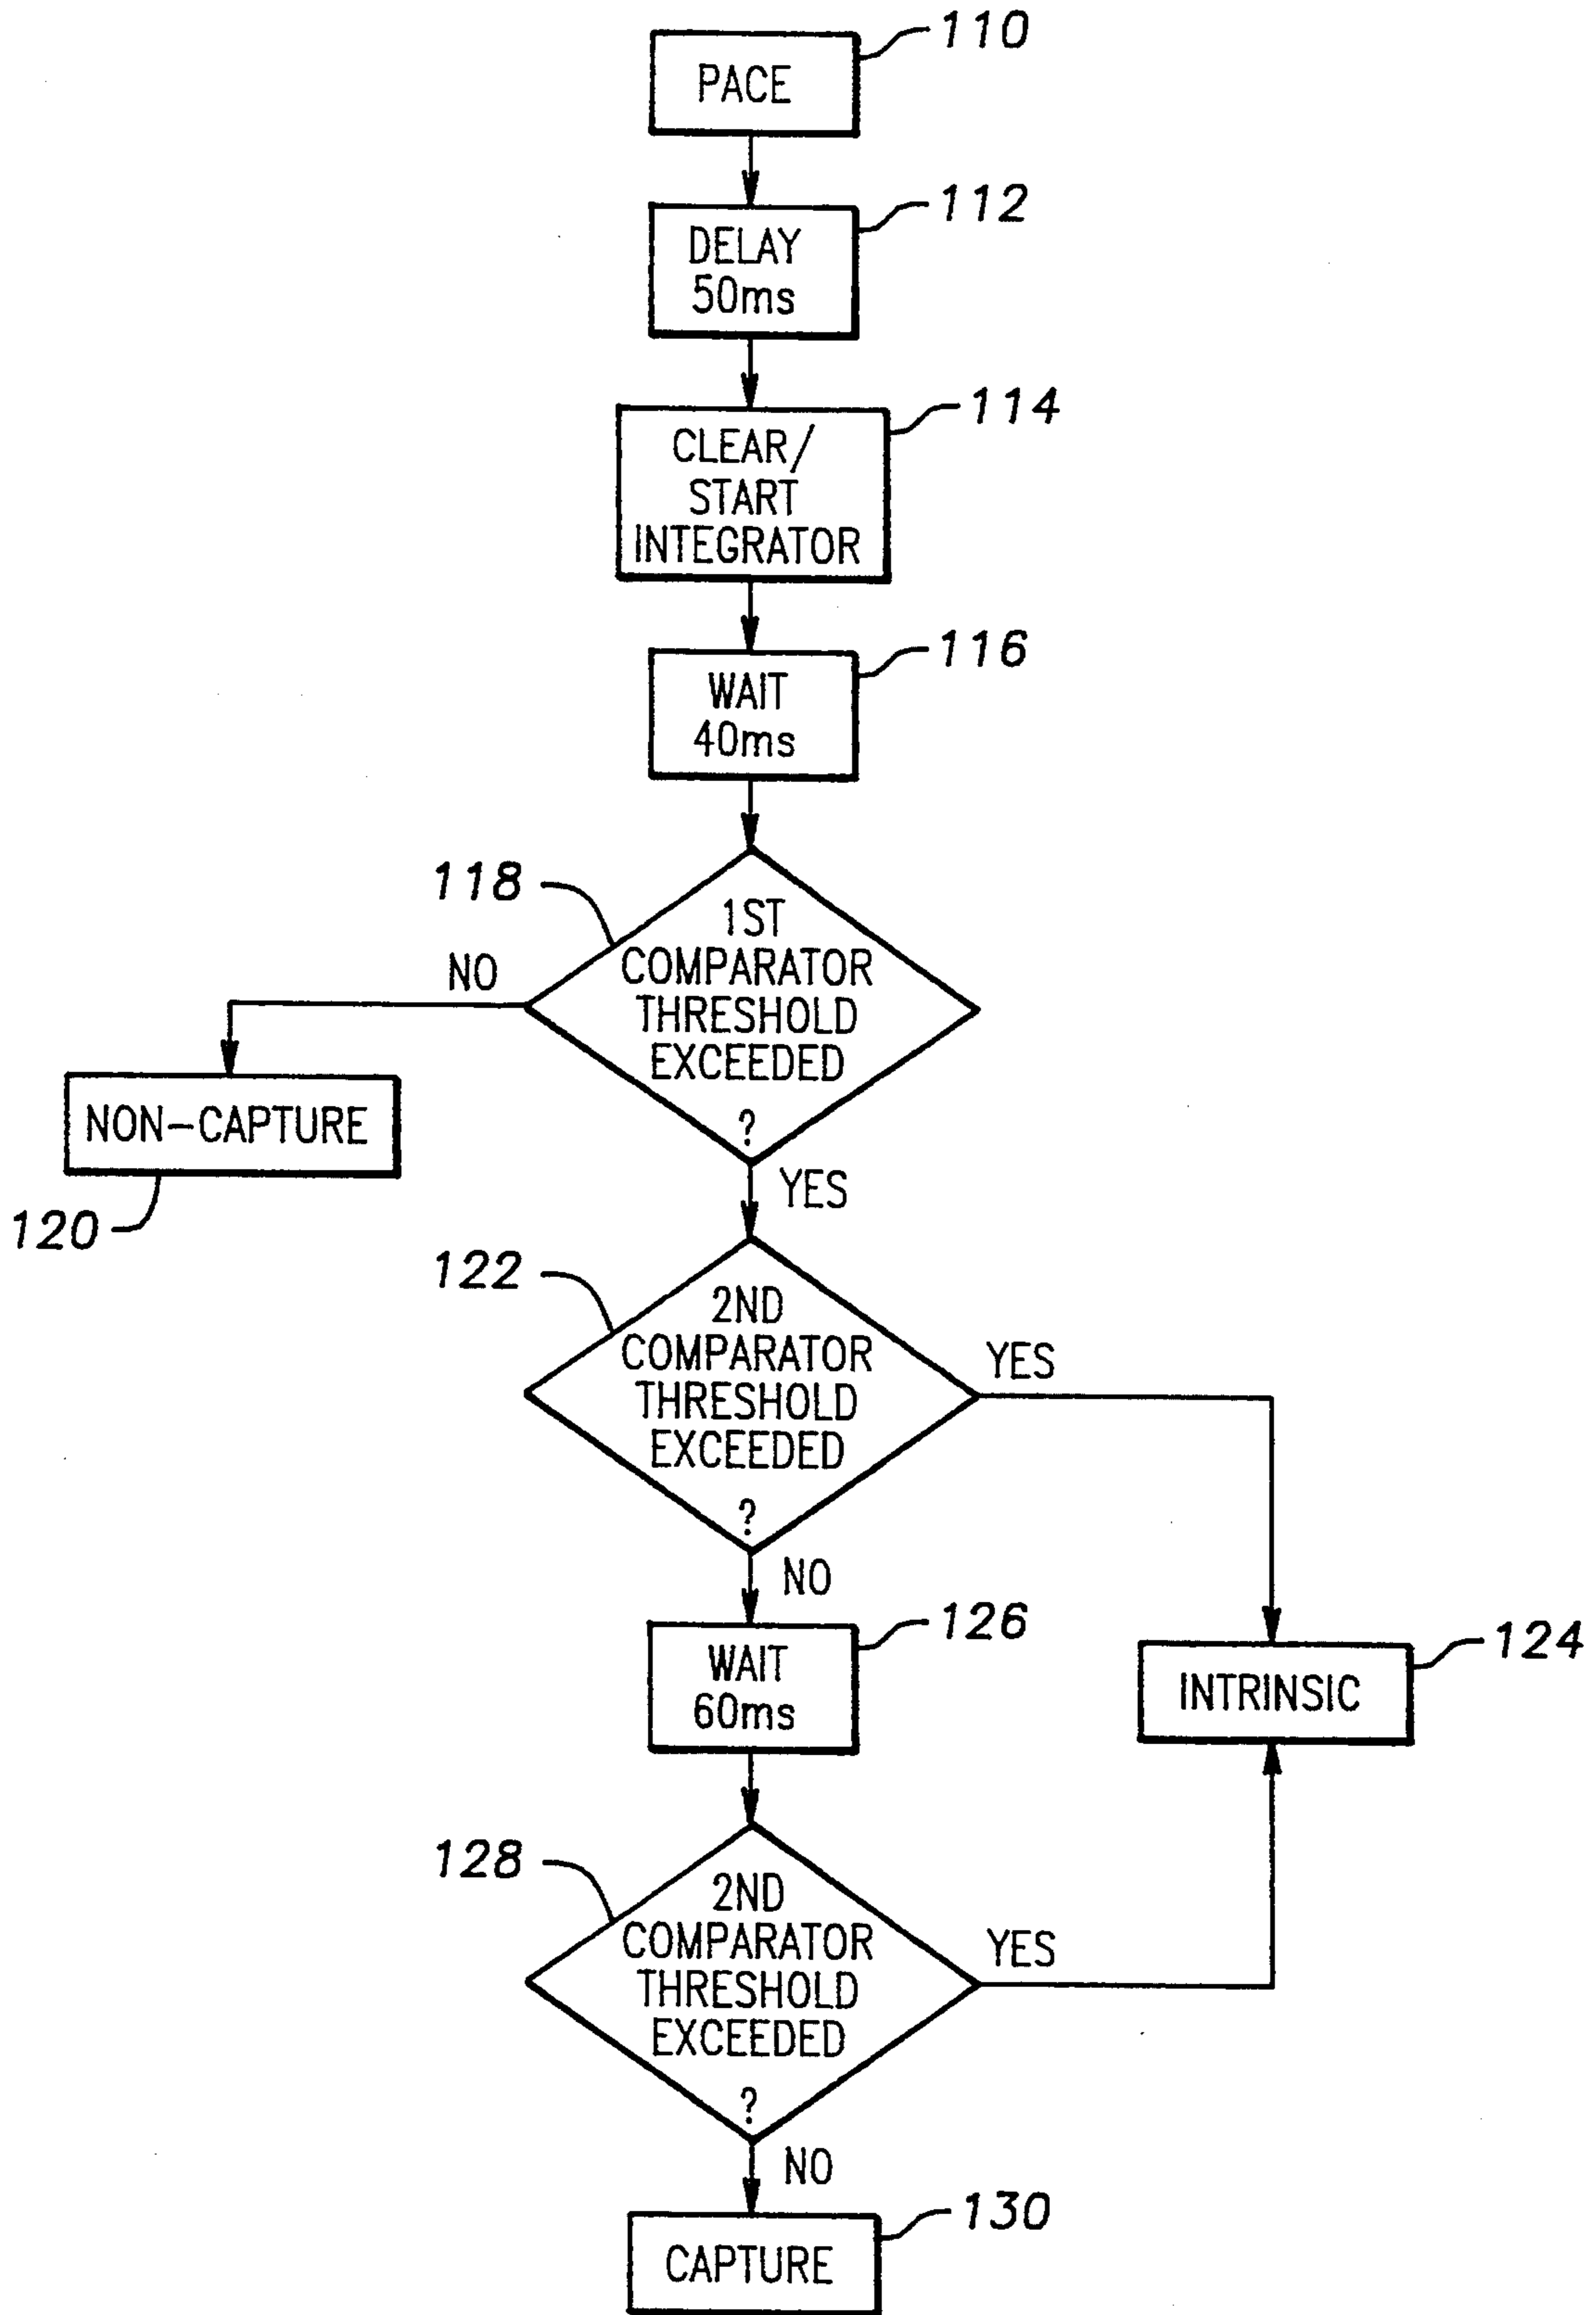 110
PACE
112
DELAY
50ms
114
CLEAR/
START
INTEGRATOR
116
WAIT
40ms
118
1ST
COMPARATOR
THRESHOLD
EXCEEDED
?
NO
NON-CAPTURE
120
YES
122
2ND
COMPARATOR
THRESHOLD
EXCEEDED
?
YES
NO
126
WAIT
60ms
124
INTRINSIC
128
2ND
COMPARATOR
THRESHOLD
EXCEEDED
?
YES
NO
130
CAPTURE